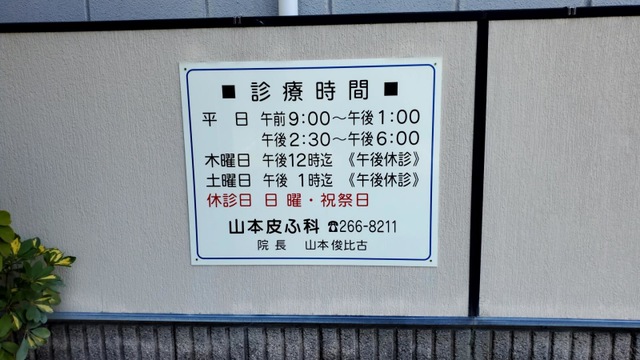 ■ 診療時間 ■
平 日 午前9:00～午後1:00
午後2:30～午後6:00
木曜日 午後12時迄 《午後休診》
土曜日 午後 1時迄 《午後休診》
休診日 日 曜・祝祭日
山本皮ふ科 ☎266-8211
院 長 山本俊比古